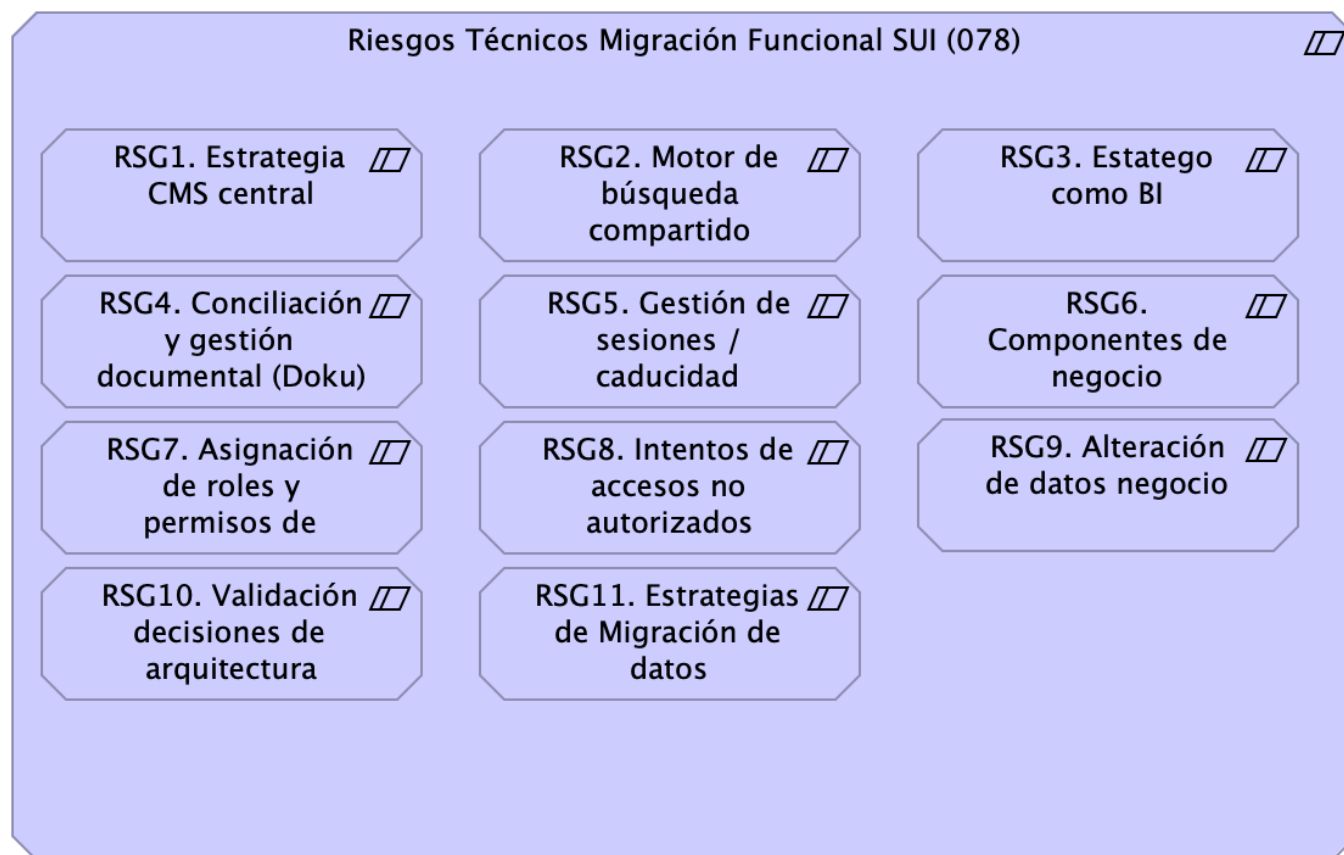 Riesgos Técnicos Migración Funcional SUI (078)
RSG1. Estrategia
CMS central
RSG2. Motor de
búsqueda
compartido
RSG3. Estatego
como BI
RSG4. Conciliación
y gestión
documental (Doku)
RSG5. Gestión de
sesiones /
caducidad
RSG6.
Componentes de
negocio
RSG7. Asignación
de roles y
permisos de
RSG8. Intentos de
accesos no
autorizados
RSG9. Alteración
de datos negocio
RSG10. Validación
decisiones de
arquitectura
RSG11. Estrategias
de Migración de
datos